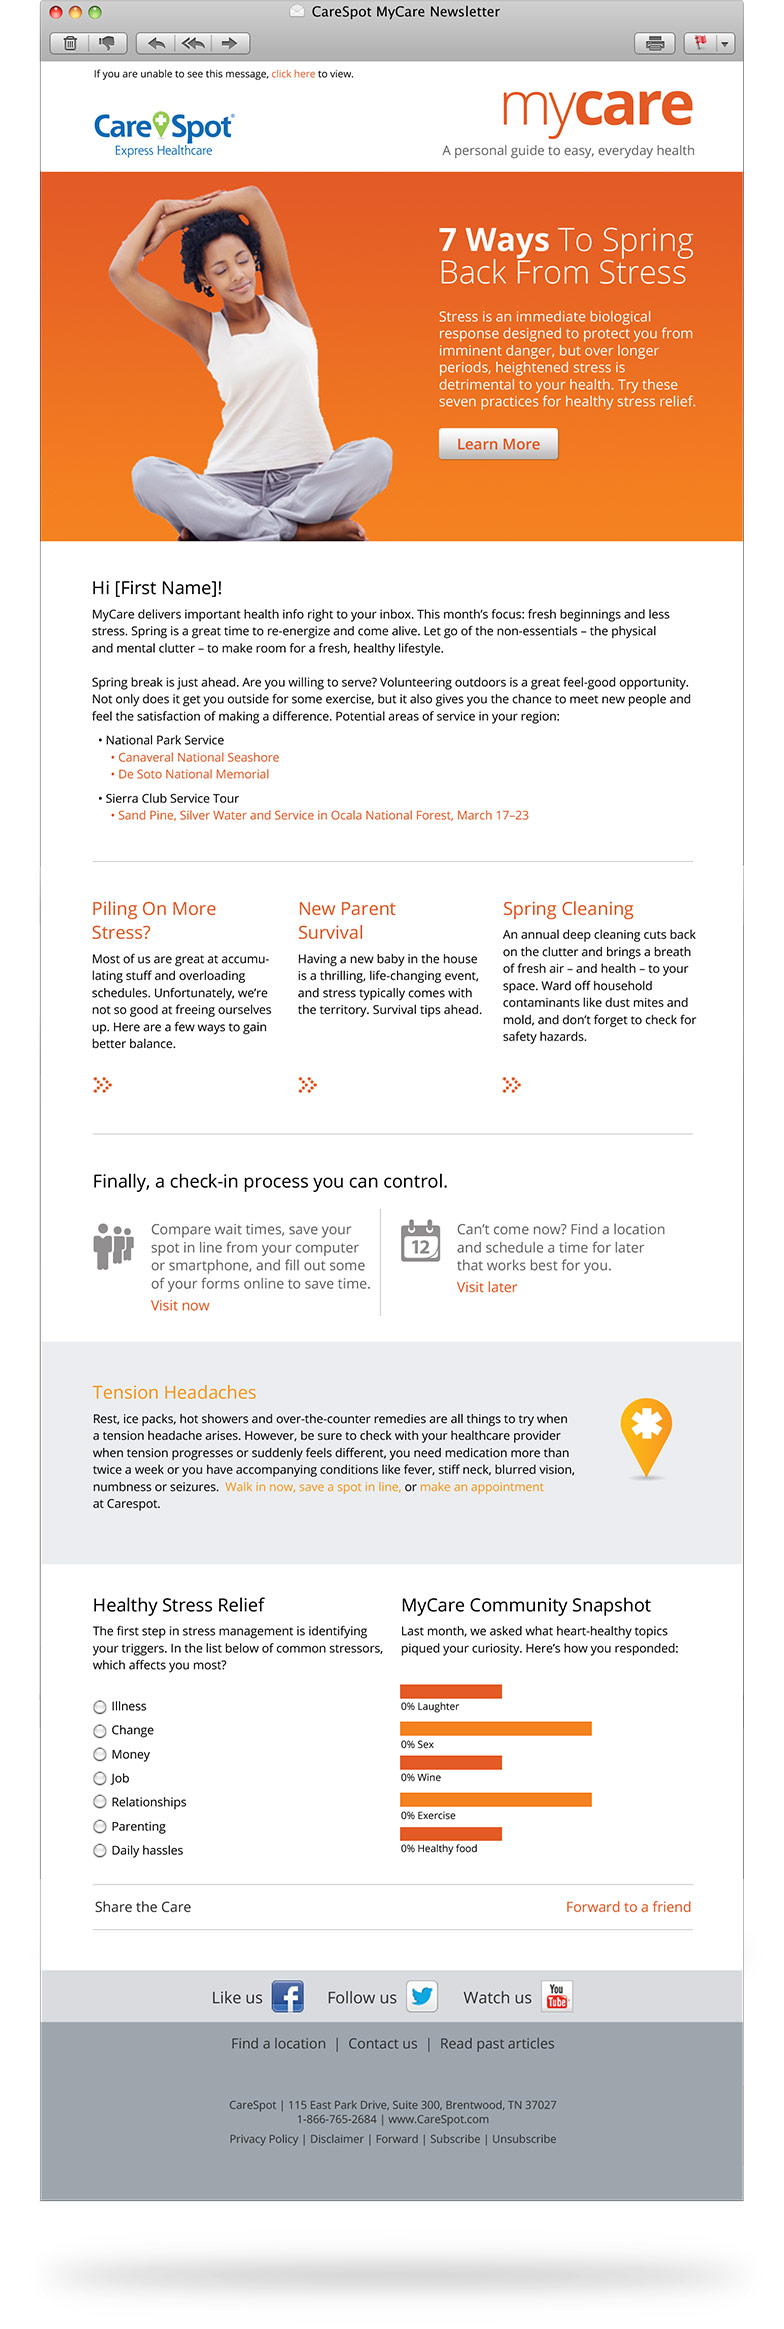 CareSpot MyCare Newsletter
If you are unable to see this message, click here to view.
CareSpot®
Express Healthcare
mycare
A personal guide to easy, everyday health
7 Ways To Spring
Back From Stress
Stress is an immediate biological
response designed to protect you from
imminent danger, but over longer
periods, heightened stress is
detrimental to your health. Try these
seven practices for healthy stress relief.
Learn More
Hi [First Name]!
MyCare delivers important health info right to your inbox. This month's focus: fresh beginnings and less
stress. Spring is a great time to re-energize and come alive. Let go of the non-essentials – the physical
and mental clutter – to make room for a fresh, healthy lifestyle.
Spring break is just ahead. Are you willing to serve? Volunteering outdoors is a great feel-good opportunity.
Not only does it get you outside for some exercise, but it also gives you the chance to meet new people and
feel the satisfaction of making a difference. Potential areas of service in your region:
• National Park Service
• Canaveral National Seashore
• De Soto National Memorial
• Sierra Club Service Tour
• Sand Pine, Silver Water and Service in Ocala National Forest, March 17–23
Piling On More
Stress?
Most of us are great at accumu-
lating stuff and overloading
schedules. Unfortunately, we're
not so good at freeing ourselves
up. Here are a few ways to gain
better balance.
New Parent
Survival
Having a new baby in the house
is a thrilling, life-changing event,
and stress typically comes with
the territory. Survival tips ahead.
Spring Cleaning
An annual deep cleaning cuts back
on the clutter and brings a breath
of fresh air – and health – to your
space. Ward off household
contaminants like dust mites and
mold, and don't forget to check for
safety hazards.
Finally, a check-in process you can control.
Compare wait times, save your
spot in line from your computer
or smartphone, and fill out some
of your forms online to save time.
Visit now
12
Can't come now? Find a location
and schedule a time for later
that works best for you.
Visit later
Tension Headaches
Rest, ice packs, hot showers and over-the-counter remedies are all things to try when
a tension headache arises. However, be sure to check with your healthcare provider
when tension progresses or suddenly feels different, you need medication more than
twice a week or you have accompanying conditions like fever, stiff neck, blurred vision,
numbness or seizures. Walk in now, save a spot in line, or make an appointment
at Carespot.
Healthy Stress Relief
The first step in stress management is identifying
your triggers. In the list below of common stressors,
which affects you most?
Illness
Change
Money
Job
Relationships
Parenting
Daily hassles
MyCare Community Snapshot
Last month, we asked what heart-healthy topics
piqued your curiosity. Here's how you responded:
0% Laughter
0% Sex
0% Wine
0% Exercise
0% Healthy food
Share the Care
Forward to a friend
Like us
f
Follow us
Watch us
You
Tube
Find a location | Contact us | Read past articles
CareSpot | 115 East Park Drive, Suite 300, Brentwood, TN 37027
1-866-765-2684 | www.CareSpot.com
Privacy Policy | Disclaimer | Forward | Subscribe | Unsubscribe